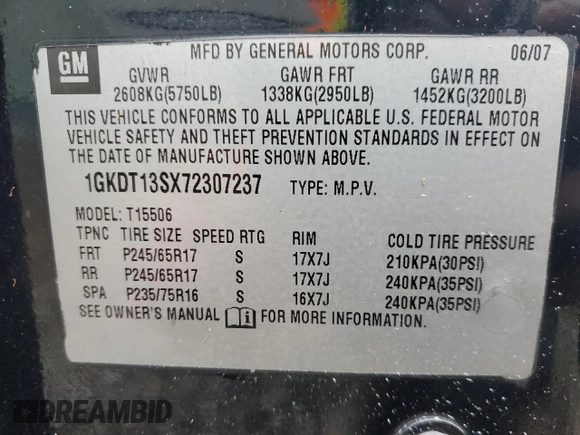 GM
MFD BY GENERAL MOTORS CORP. 06/07
GVWR GAWR FRT GAWR RR
2608KG(5750LB) 1338KG(2950LB) 1452KG(3200LB)
THIS VEHICLE CONFORMS TO ALL APPLICABLE U.S. FEDERAL MOTOR
VEHICLE SAFETY AND THEFT PREVENTION STANDARDS IN EFFECT ON
THE DATE OF MANUFACTURE SHOWN ABOVE.
1GKDT13SX72307237 TYPE: M.P.V.
MODEL: T15506
TPNC TIRE SIZE SPEED RTG RIM COLD TIRE PRESSURE
FRT P245/65R17 S 17X7J 210KPA(30PSI)
RR P245/65R17 S 17X7J 240KPA(35PSI)
SPA P235/75R16 S 16X7J 240KPA(35PSI)
SEE OWNER'S MANUAL i FOR MORE INFORMATION.
DREAMBID